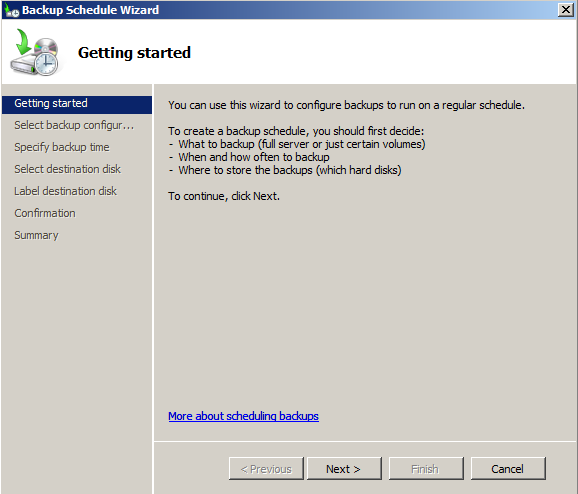 Backup Schedule Wizard
Getting started
Getting started
Select backup configur...
Specify backup time
Select destination disk
Label destination disk
Confirmation
Summary
You can use this wizard to configure backups to run on a regular schedule.
To create a backup schedule, you should first decide:
- What to backup (full server or just certain volumes)
- When and how often to backup
- Where to store the backups (which hard disks)
To continue, click Next.
More about scheduling backups
< Previous
Next >
Finish
Cancel